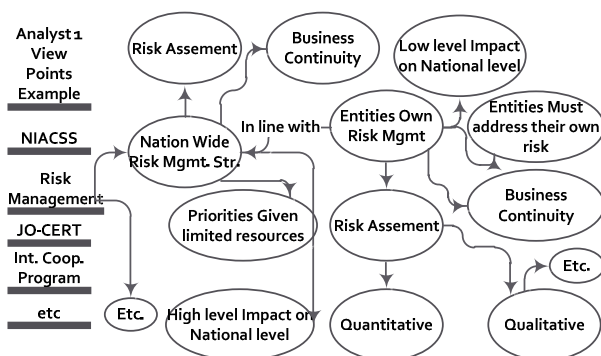 Analyst 1
View
Points
Example
NIACSS
Risk
Management
JO-CERT
Int. Coop.
Program
etc
Risk Assement
Business
Continuity
Low level Impact
on National level
Nation Wide
Risk Mgmt. Str.
In line with
Entities Own
Risk Mgmt
Entities Must
address their own
risk
Priorities Given
limited resources
Risk Assement
Business
Continuity
Etc.
High level Impact on
National level
Quantitative
Qualitative
Etc.